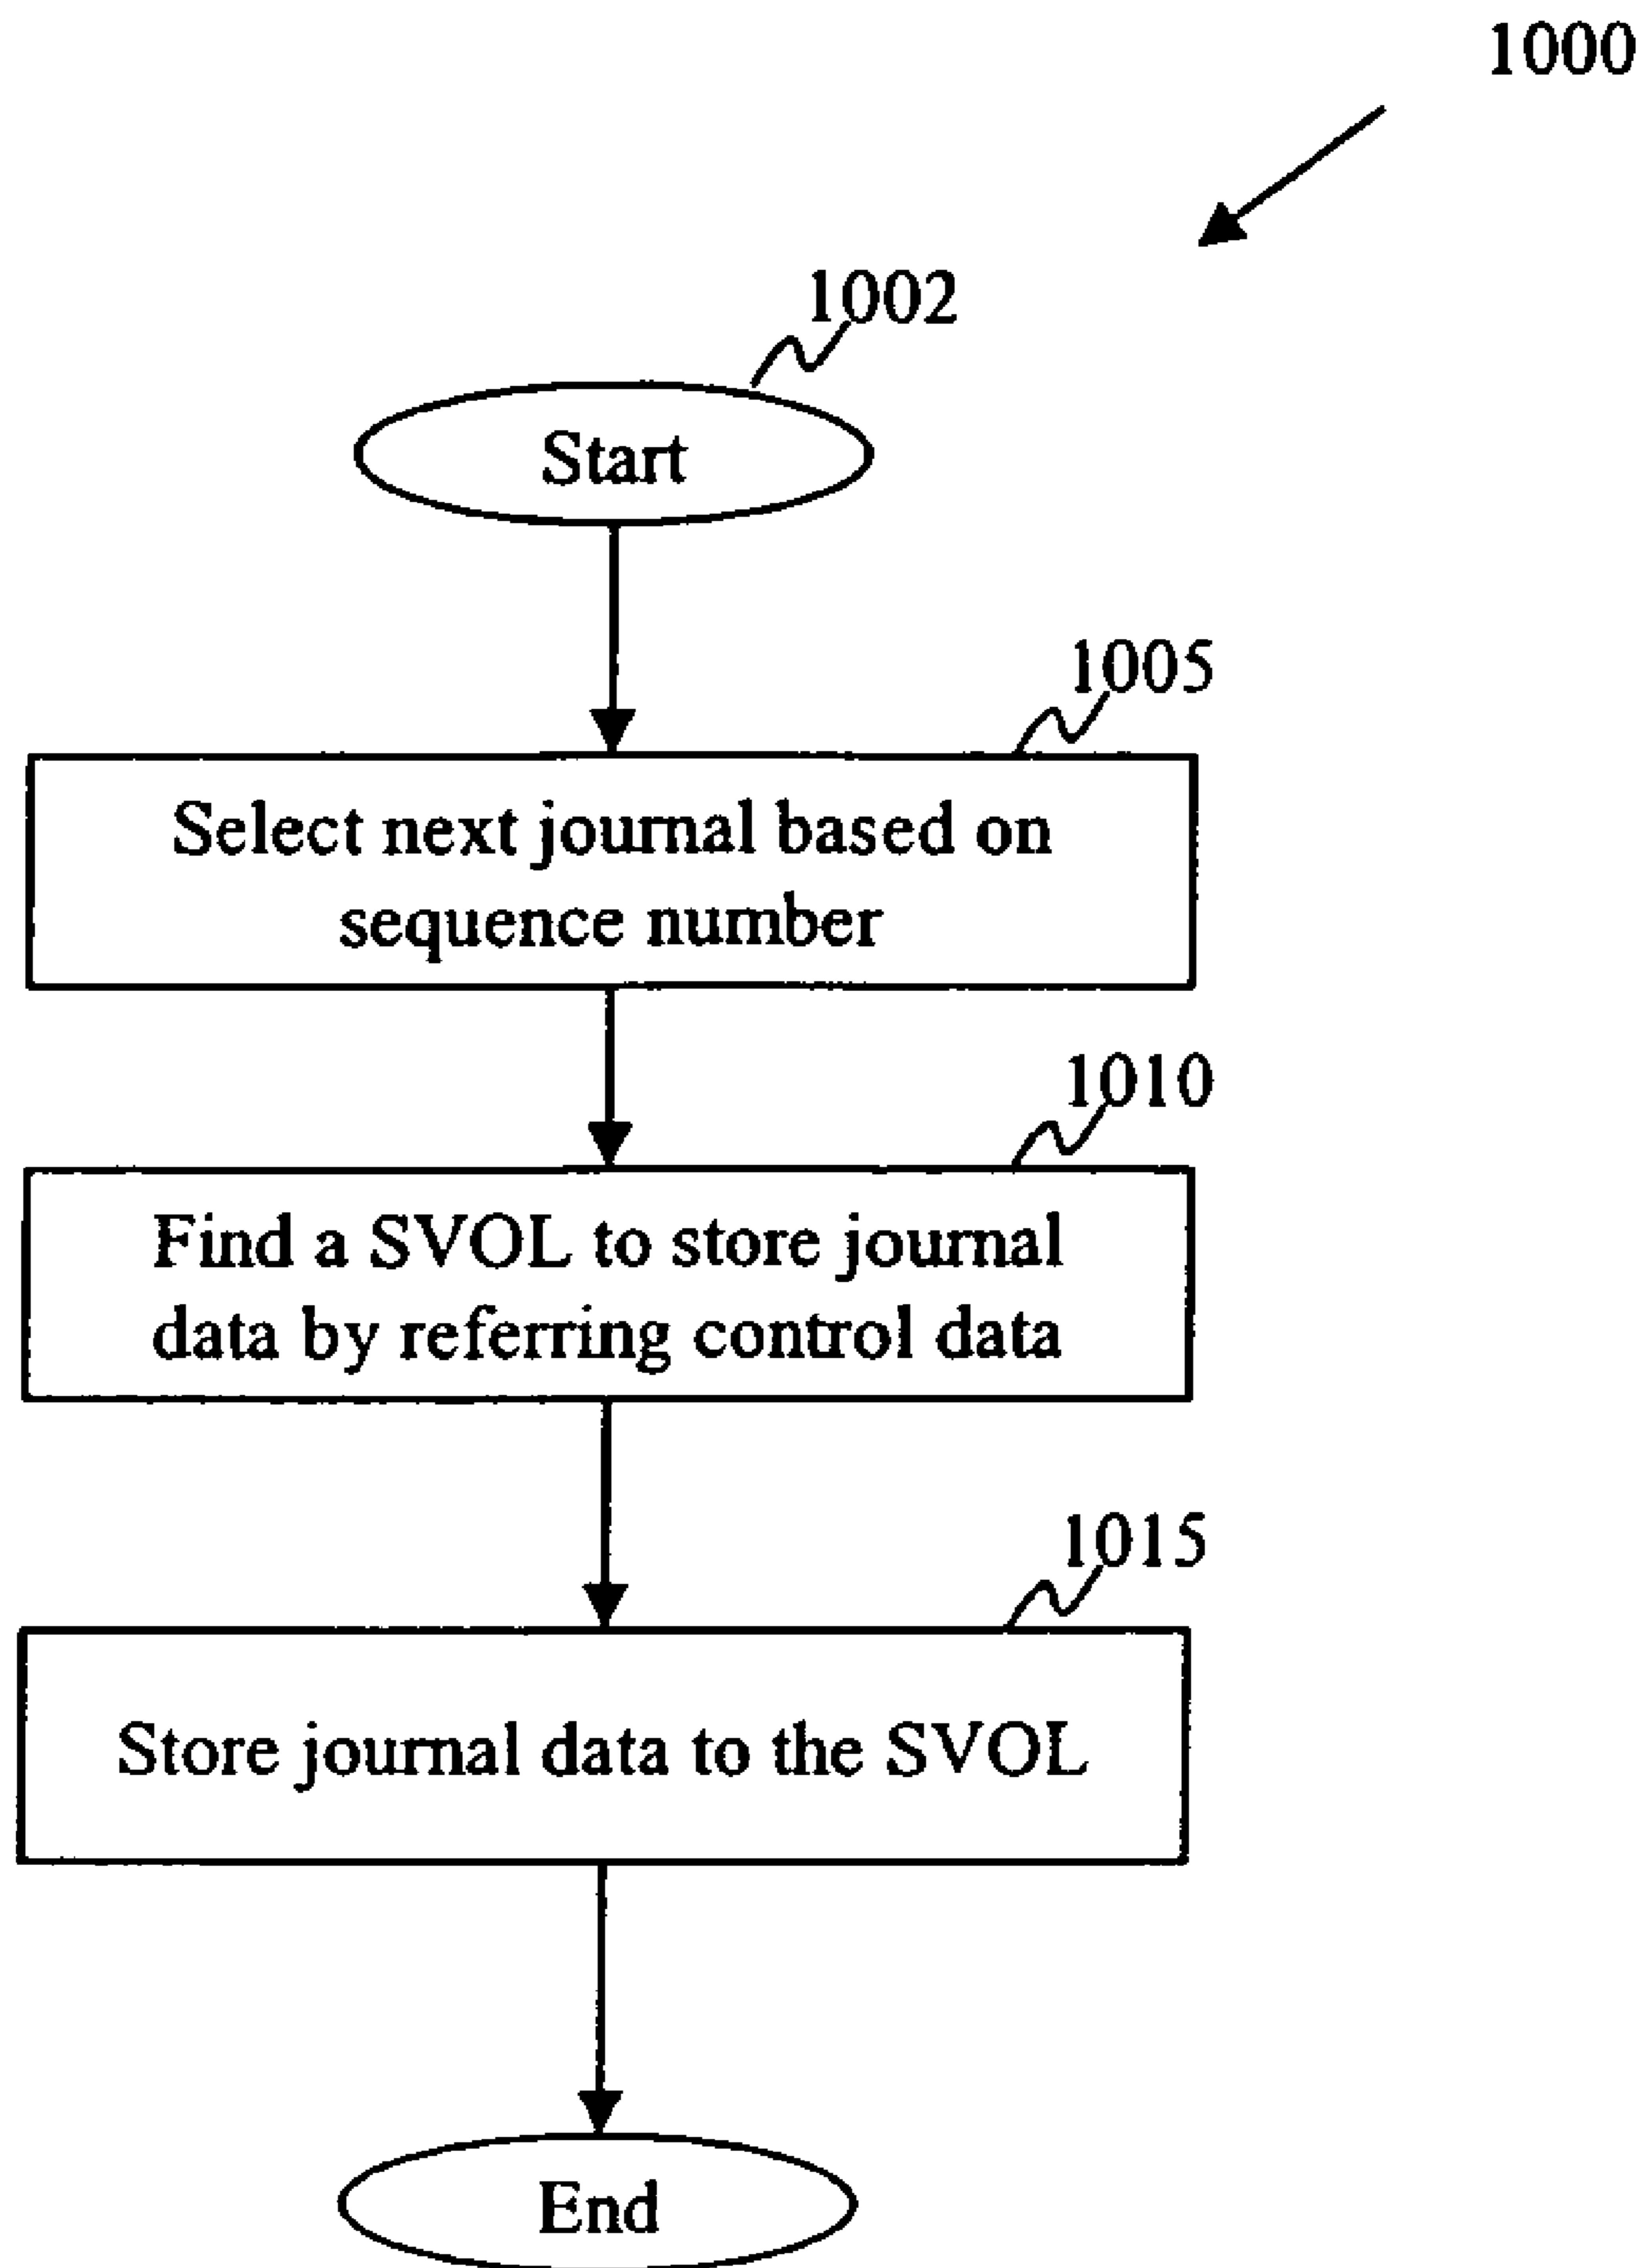 1000
1002
Start
1005
Select next journal based on
sequence number
1010
Find a SVOL to store journal
data by referring control data
1015
Store journal data to the SVOL
End